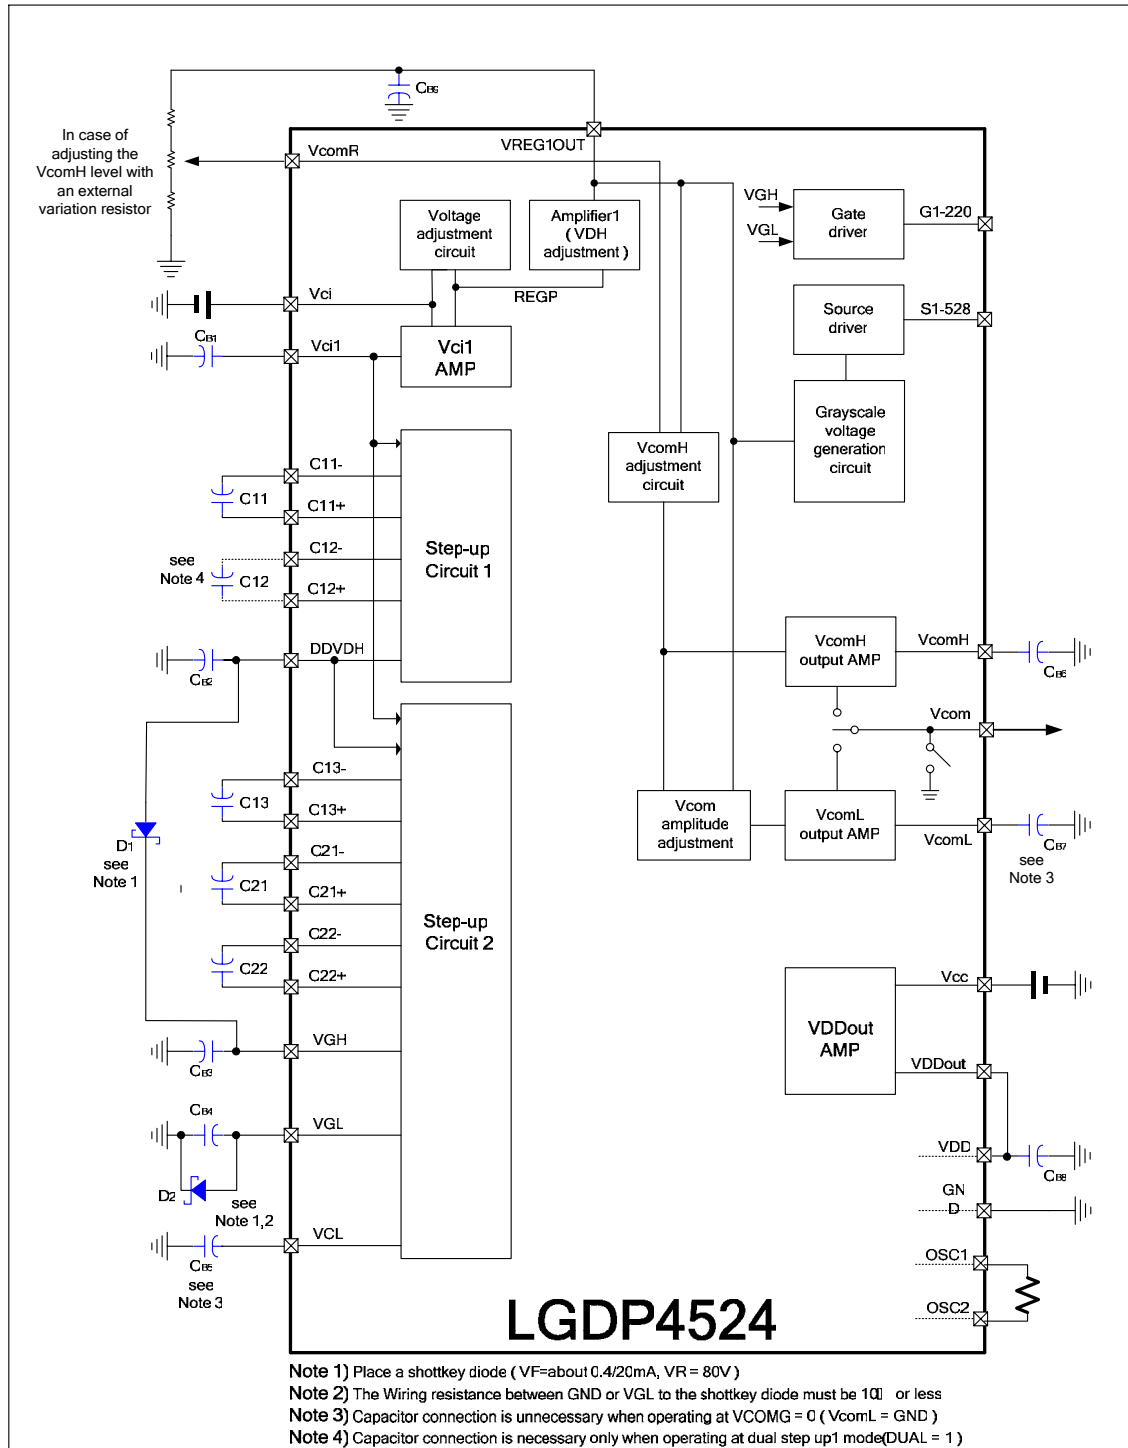 CB9
In case of
adjusting the
VcomH level with
an external
variation resistor
VREG1OUT
VcomR
Voltage
adjustment
circuit
Amplifier1
( VDH
adjustment )
VGH
VGL
Gate
driver
G1-220
REGP
Vci
Source
driver
S1-528
CB1
Vci1
Vci1
AMP
Grayscale
voltage
generation
circuit
VcomH
adjustment
circuit
C11-
C11
C11+
Step-up
Circuit 1
see
Note 4
C12-
C12
C12+
DDVDH
CB2
VcomH
output AMP
VcomH
CB6
Vcom
C13-
C13
C13+
Vcom
amplitude
adjustment
VcomL
output AMP
VcomL
CB7
see
Note 3
D1
see
Note 1
C21-
C21
C21+
Step-up
Circuit 2
C22-
C22
C22+
VDDout
AMP
Vcc
VDDout
VGH
CB3
CB4
VGL
VDD
CB8
D2
see
Note 1,2
GN
D
VCL
CB5
see
Note 3
OSC1
OSC2
LGDP4524
Note 1) Place a shottkey diode ( VF=about 0.4/20mA, VR = 80V )
Note 2) The Wiring resistance between GND or VGL to the shottkey diode must be 10▯ or less
Note 3) Capacitor connection is unnecessary when operating at VCOMG = 0 ( VcomL = GND )
Note 4) Capacitor connection is necessary only when operating at dual step up1 mode(DUAL = 1 )